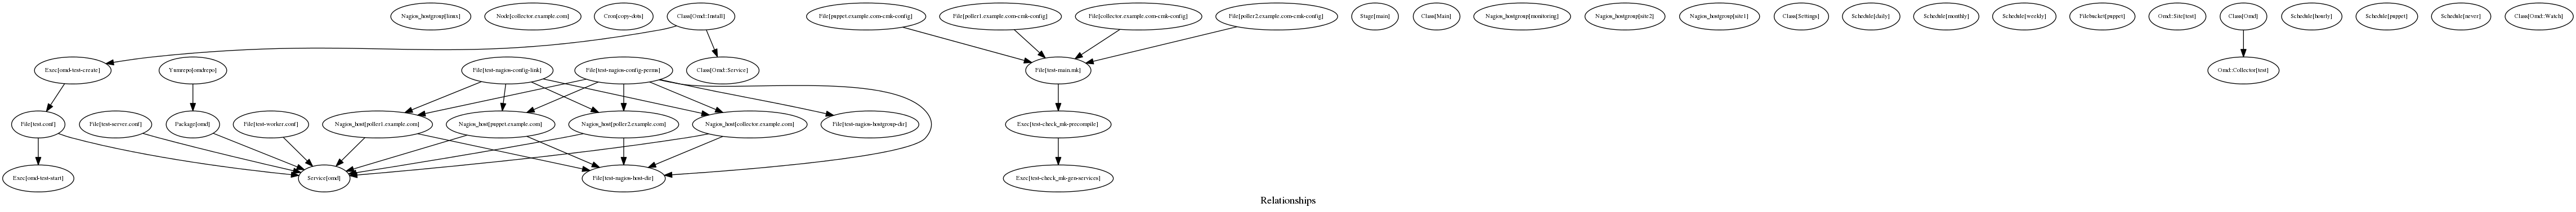 Nagios_hostgroup[linux]
Node[collector.example.com]
Cron[copy-dots]
Class[Omd::Install]
File[puppet.example.com-cmk-config]
File[poller1.example.com-cmk-config]
File[collector.example.com-cmk-config]
File[poller2.example.com-cmk-config]
Stage[main]
Class[Main]
Nagios_hostgroup[monitoring]
Nagios_hostgroup[site2]
Nagios_hostgroup[site1]
Class[Settings]
Schedule[daily]
Schedule[monthly]
Schedule[weekly]
Filebucket[puppet]
Omd::Site[test]
Class[Omd]
Schedule[hourly]
Schedule[puppet]
Schedule[never]
Class[Omd::Watch]
Exec[omd-test-create]
Yumrepo[omdrepo]
File[test-nagios-config-link]
File[test-nagios-config-perms]
Class[Omd::Service]
File[test-main.mk]
Omd::Collector[test]
File[test.conf]
File[test-server.conf]
Package[omd]
File[test-worker.conf]
Nagios_host[poller1.example.com]
Nagios_host[puppet.example.com]
Nagios_host[poller2.example.com]
Nagios_host[collector.example.com]
File[test-nagios-hostgroup-dir]
Exec[test-check_mk-precompile]
Exec[omd-test-start]
Service[omd]
File[test-nagios-host-dir]
Exec[test-check_mk-gen-services]
Relationships